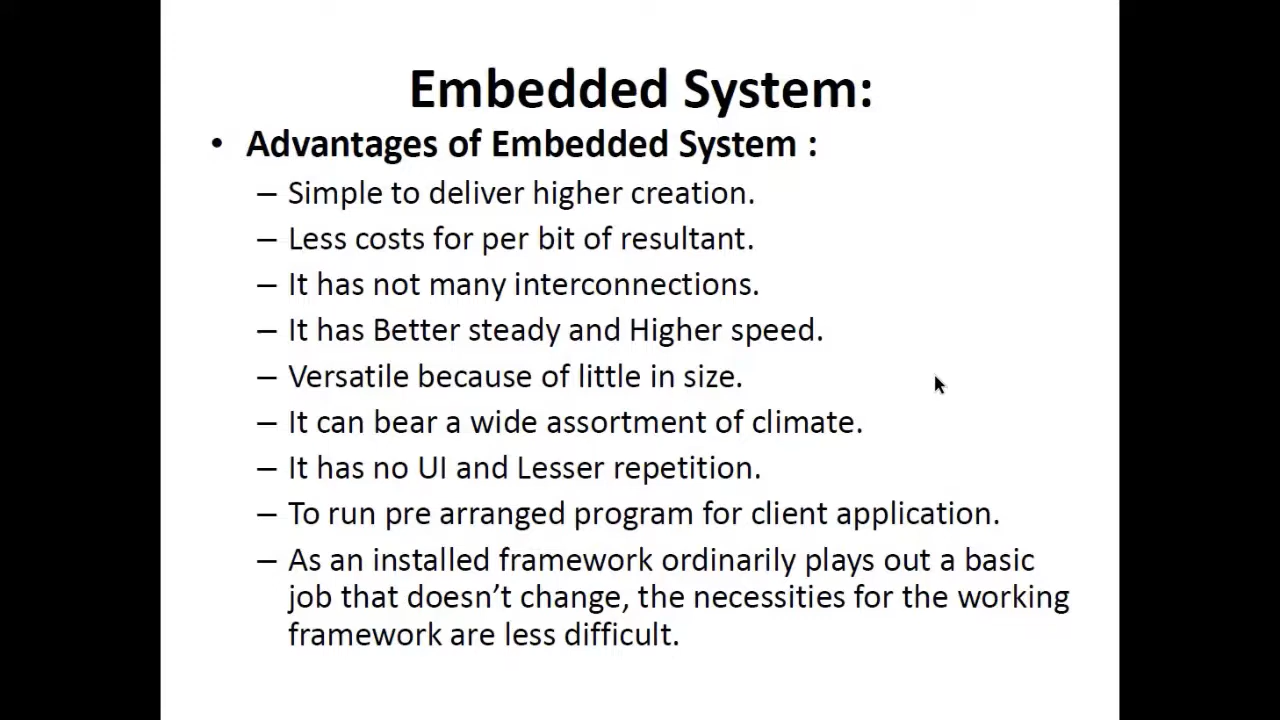 Embedded System:
• Advantages of Embedded System :
– Simple to deliver higher creation.
– Less costs for per bit of resultant.
– It has not many interconnections.
– It has Better steady and Higher speed.
– Versatile because of little in size.
– It can bear a wide assortment of climate.
– It has no UI and Lesser repetition.
– To run pre arranged program for client application.
– As an installed framework ordinarily plays out a basic
job that doesn’t change, the necessities for the working
framework are less difficult.